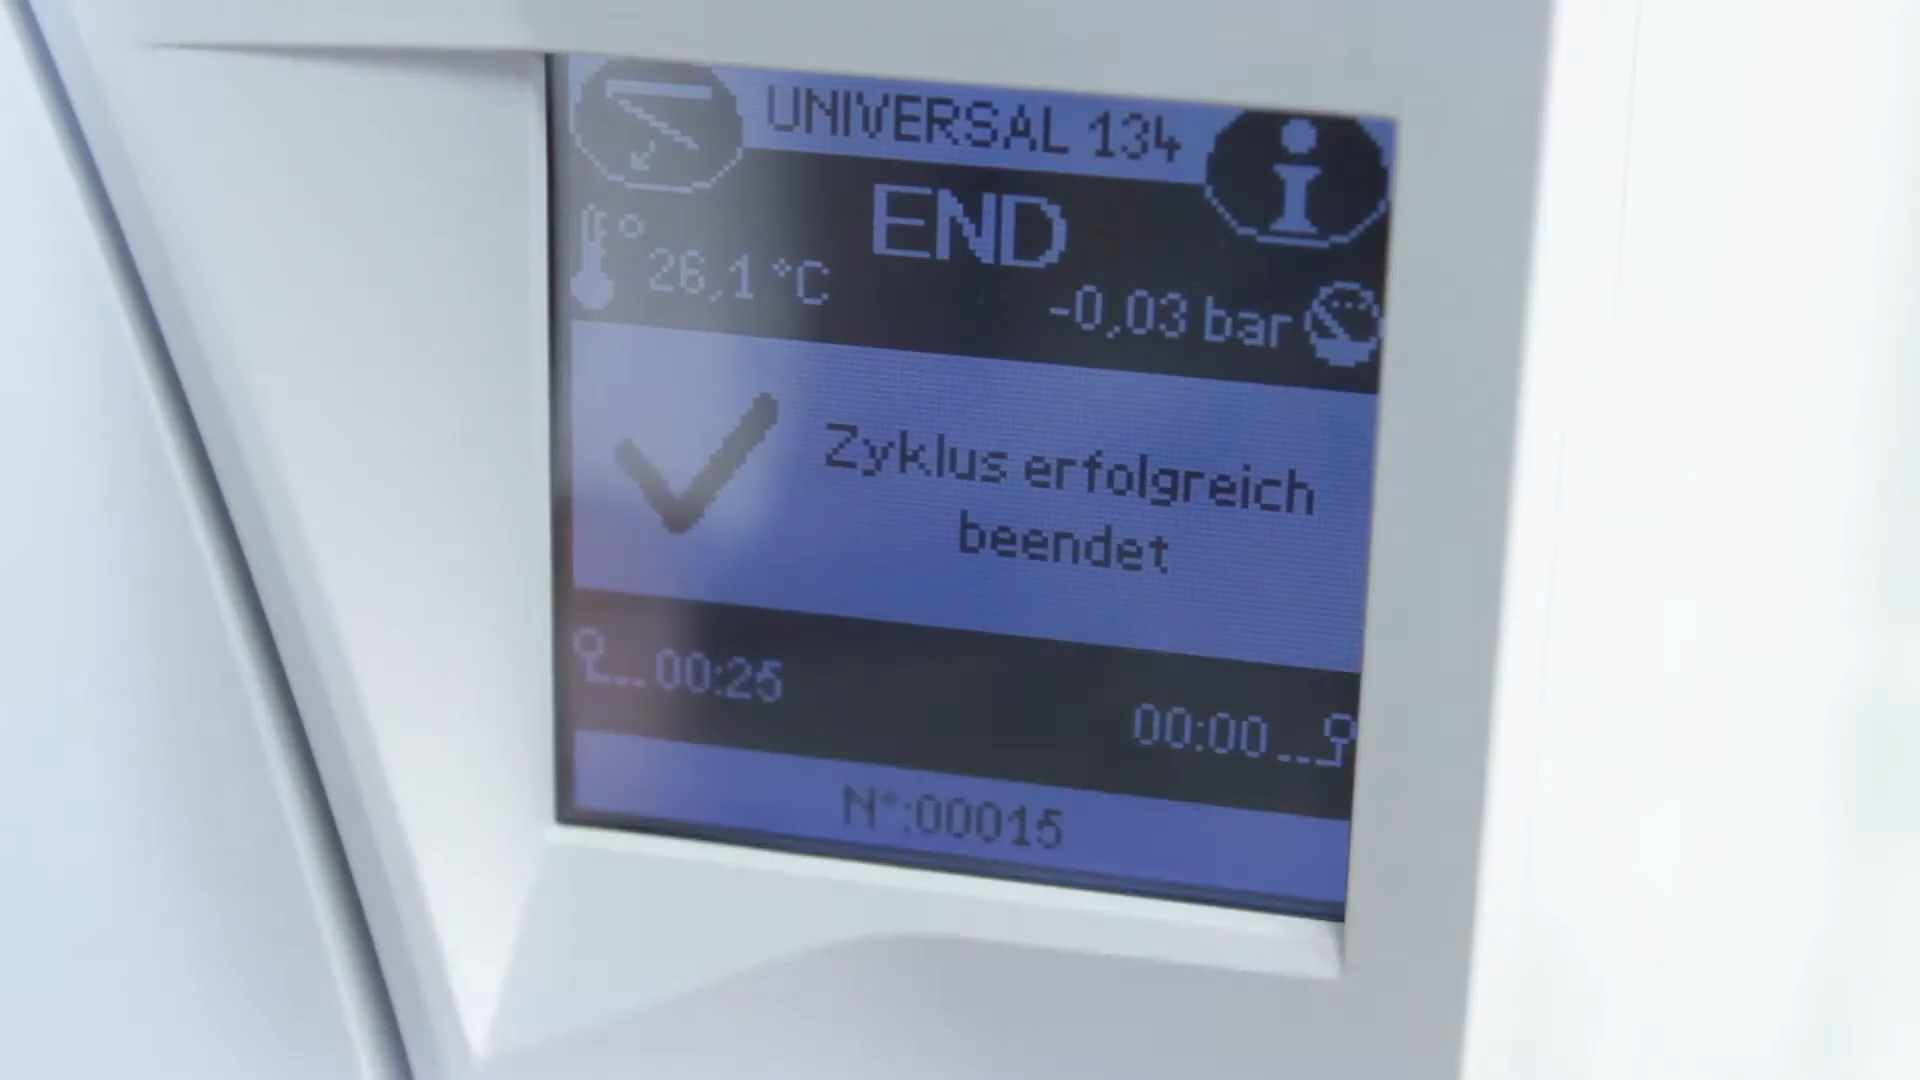 UNIVERSAL 134
END
26,1 °C
-0,03 bar
Zyklus erfolgreich
beendet
00:25
00:00
N°:00015